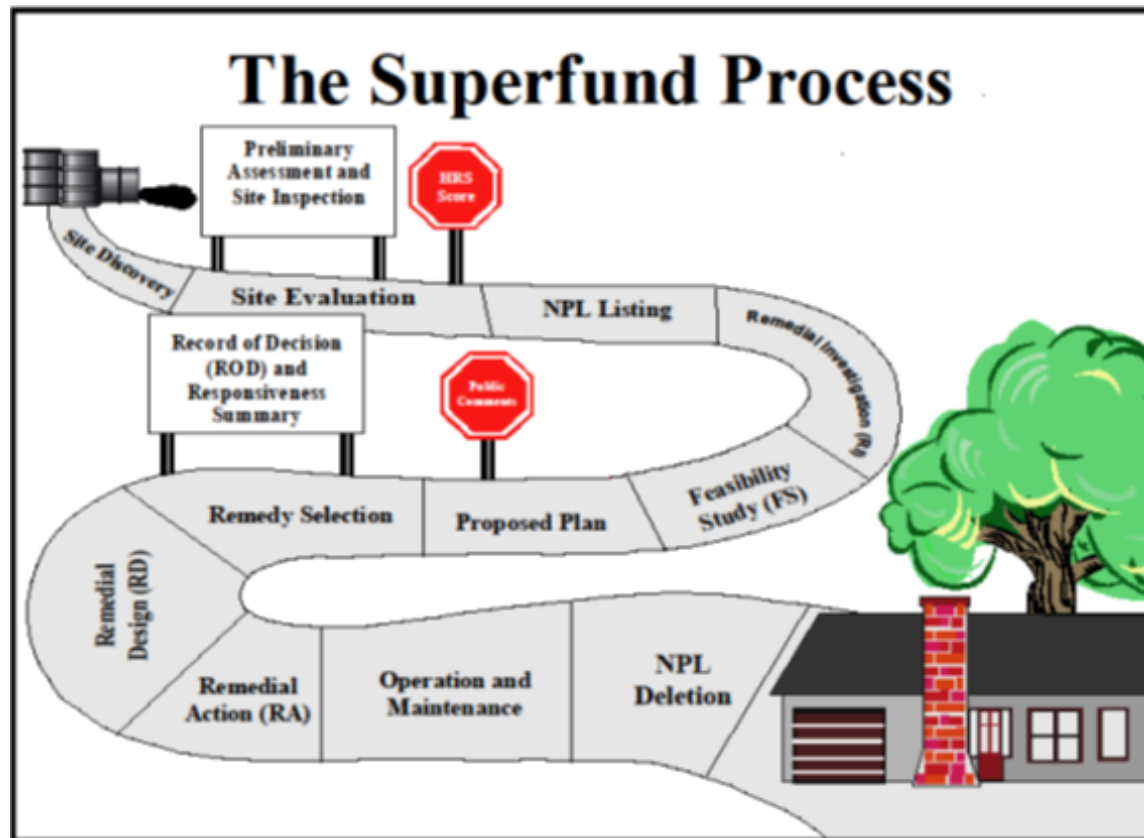 The Superfund Process
Preliminary
Assessment and
Site Inspection
HRS
Score
Site Discovery
Site Evaluation
NPL Listing
Remedial Investigation (RI)
Record of Decision
(ROD) and
Responsiveness
Summary
Public
Comments
Feasibility
Study (FS)
Proposed Plan
Remedy Selection
Remedial
Design (RD)
Remedial
Action (RA)
Operation and
Maintenance
NPL
Deletion